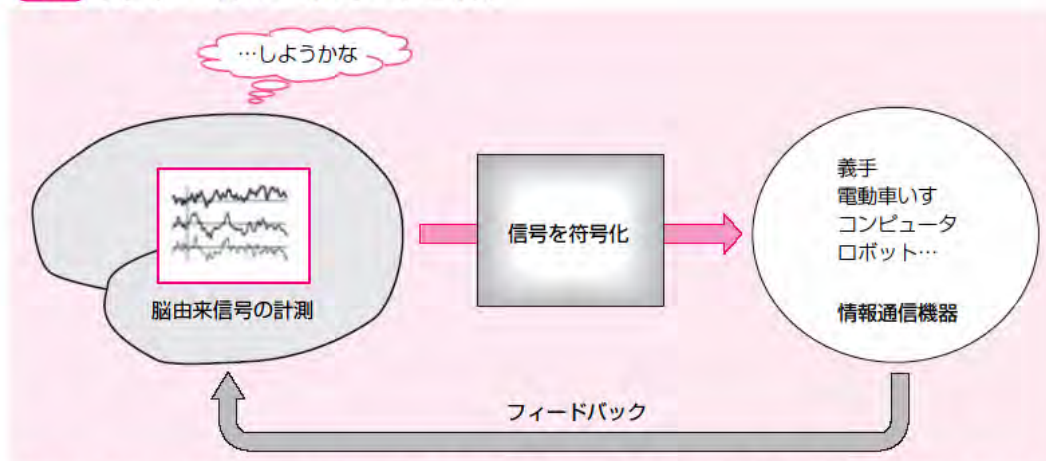 …しようかな
脳由来信号の計測
信号を符号化
義手
電動車いす
コンピュータ
ロボット…
情報通信機器
フィードバック